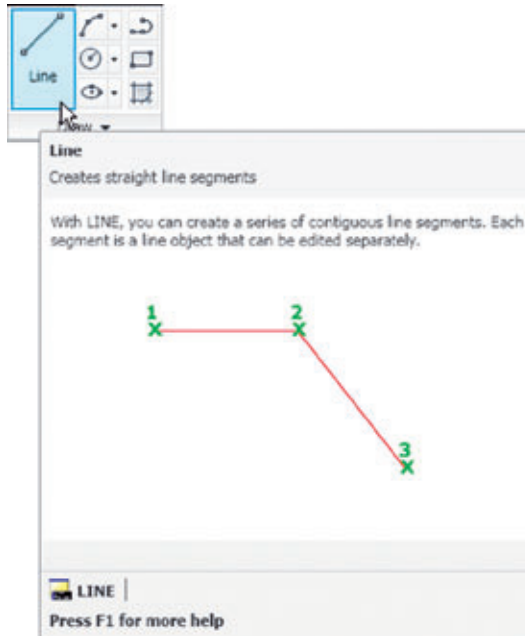 Line
Draw
Line
Creates straight line segments
With LINE, you can create a series of contiguous line segments. Each
segment is a line object that can be edited separately.
1
2
3
LINE
Press F1 for more help